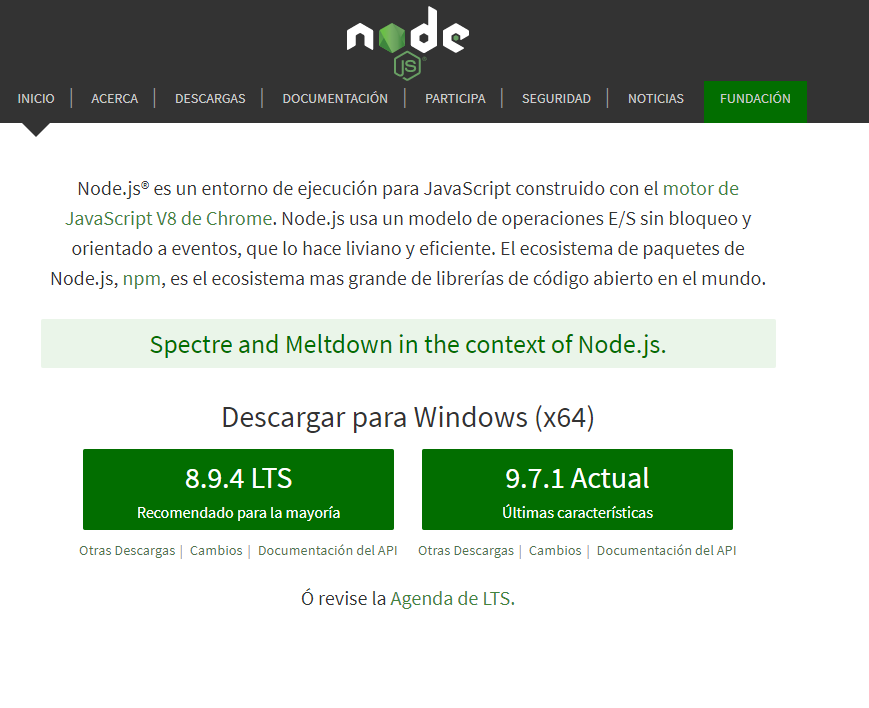 node
JS
INICIO | ACERCA | DESCARGAS | DOCUMENTACIÓN | PARTICIPA | SEGURIDAD | NOTICIAS FUNDACIÓN
Node.js® es un entorno de ejecución para JavaScript construido con el motor de
JavaScript V8 de Chrome. Node.js usa un modelo de operaciones E/S sin bloqueo y
orientado a eventos, que lo hace liviano y eficiente. El ecosistema de paquetes de
Node.js, npm, es el ecosistema mas grande de librerías de código abierto en el mundo.
Spectre and Meltdown in the context of Node.js.
Descargar para Windows (x64)
8.9.4 LTS
Recomendado para la mayoría
9.7.1 Actual
Últimas características
Otras Descargas | Cambios | Documentación del API
Otras Descargas | Cambios | Documentación del API
Ó revise la Agenda de LTS.